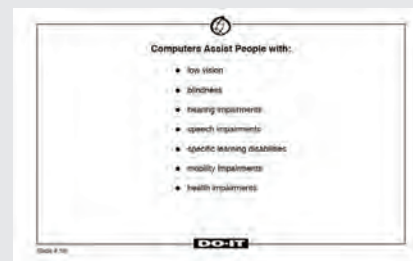 Computers Assist People with:
• low vision
• blindness
• hearing impairments
• speech impairments
• specific learning disabilities
• mobility impairments
• health impairments
DO-IT